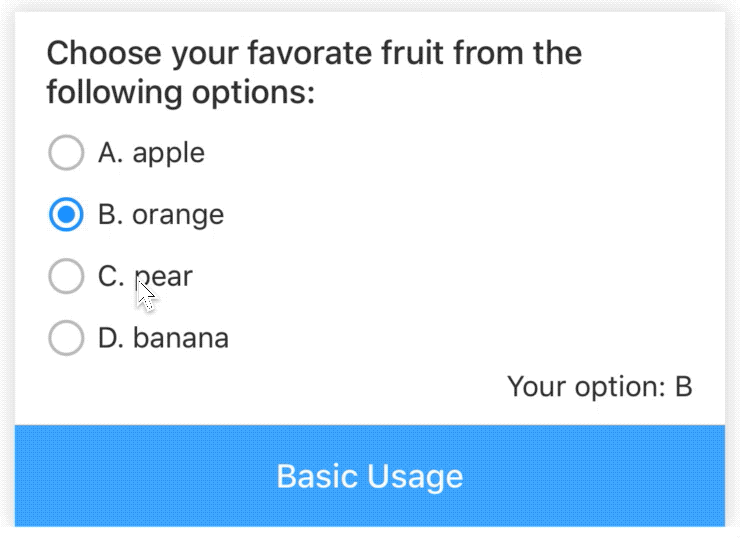 Choose your favorate fruit from the
following options:
A. apple
B. orange
C. pear
D. banana
Your option: B
Basic Usage